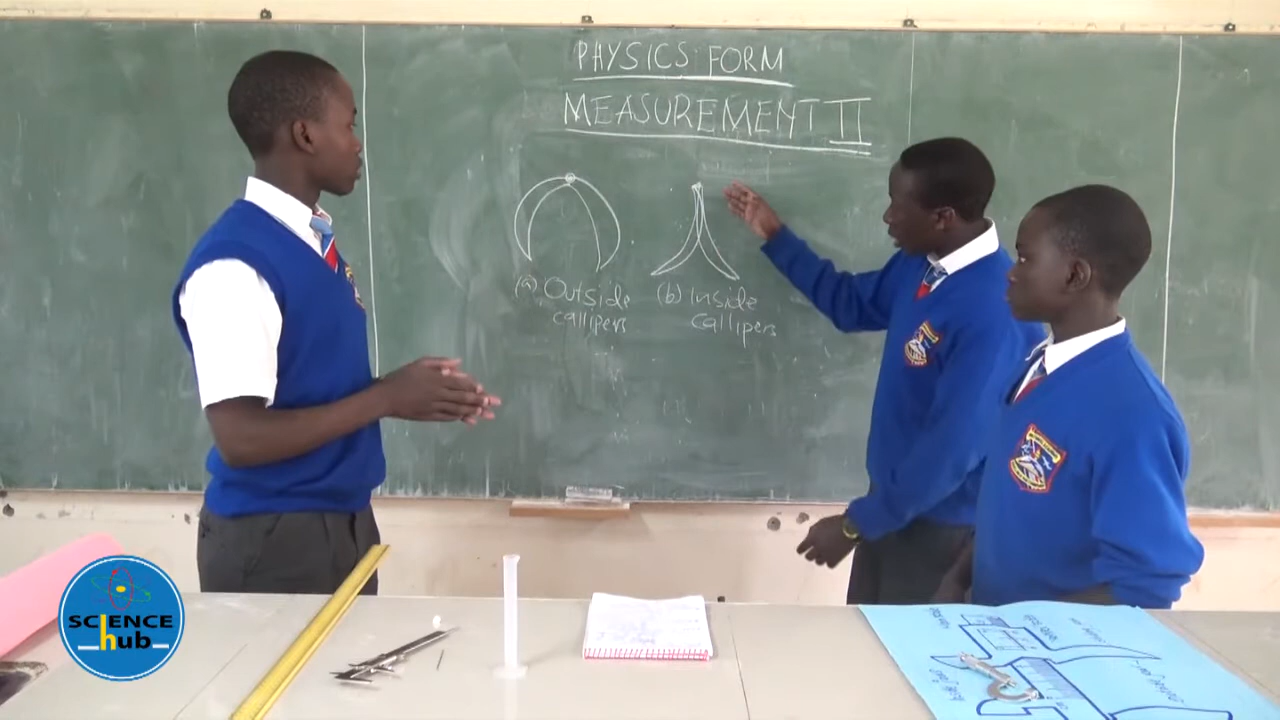 PHYSICS FORM
MEASUREMENT II
(a) Outside
callipers
(b) Inside
callipers
SCIENCE
hub